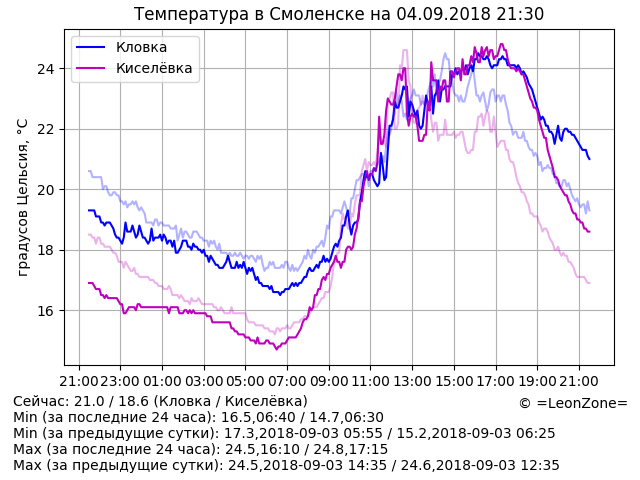 Температура в Смоленске на 04.09.2018 21:30
Кловка
Киселёвка
градусов Цельсия, °C
24
22
20
18
16
21:00 23:00 01:00 03:00 05:00 07:00 09:00 11:00 13:00 15:00 17:00 19:00 21:00
Сейчас: 21.0 / 18.6 (Кловка / Киселёвка)
© =LeonZone=
Min (за последние 24 часа): 16.5,06:40 / 14.7,06:30
Min (за предыдущие сутки): 17.3,2018-09-03 05:55 / 15.2,2018-09-03 06:25
Max (за последние 24 часа): 24.5,16:10 / 24.8,17:15
Max (за предыдущие сутки): 24.5,2018-09-03 14:35 / 24.6,2018-09-03 12:35